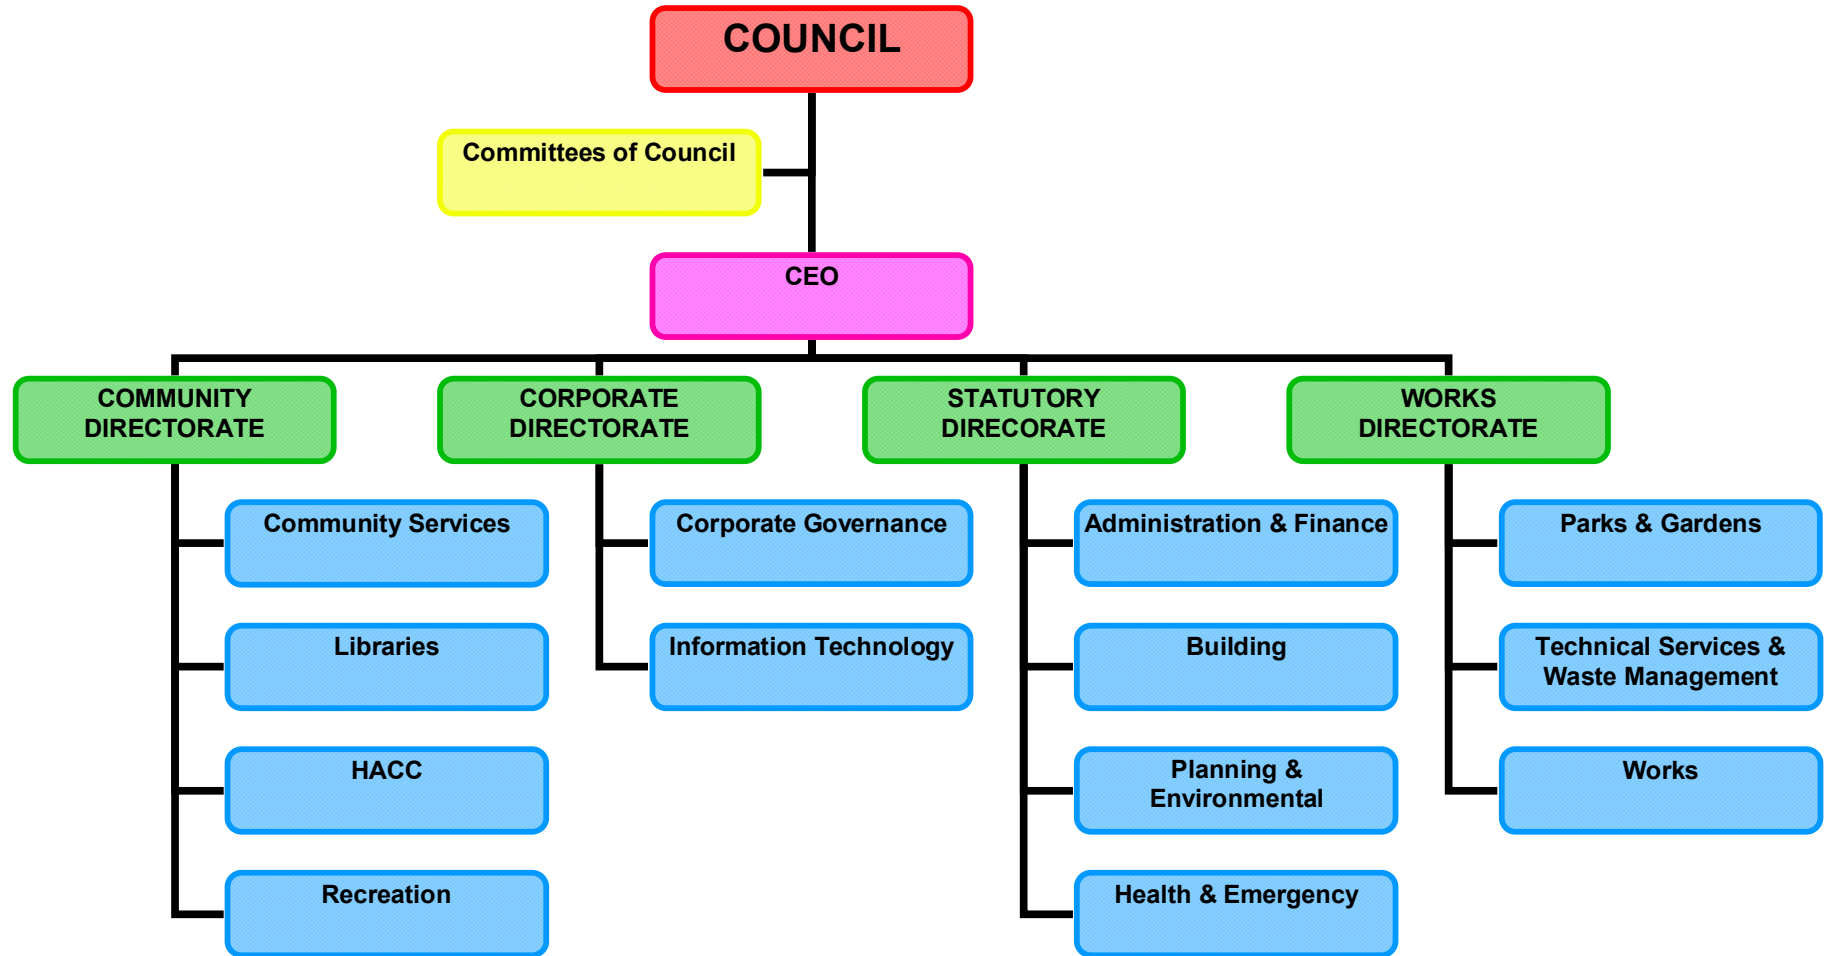 COUNCIL
Committees of Council
CEO
COMMUNITY
DIRECTORATE
CORPORATE
DIRECTORATE
STATUTORY
DIRECORATE
WORKS
DIRECTORATE
Community Services
Corporate Governance
Administration & Finance
Parks & Gardens
Libraries
Information Technology
Building
Technical Services &
Waste Management
HACC
Planning &
Environmental
Works
Recreation
Health & Emergency